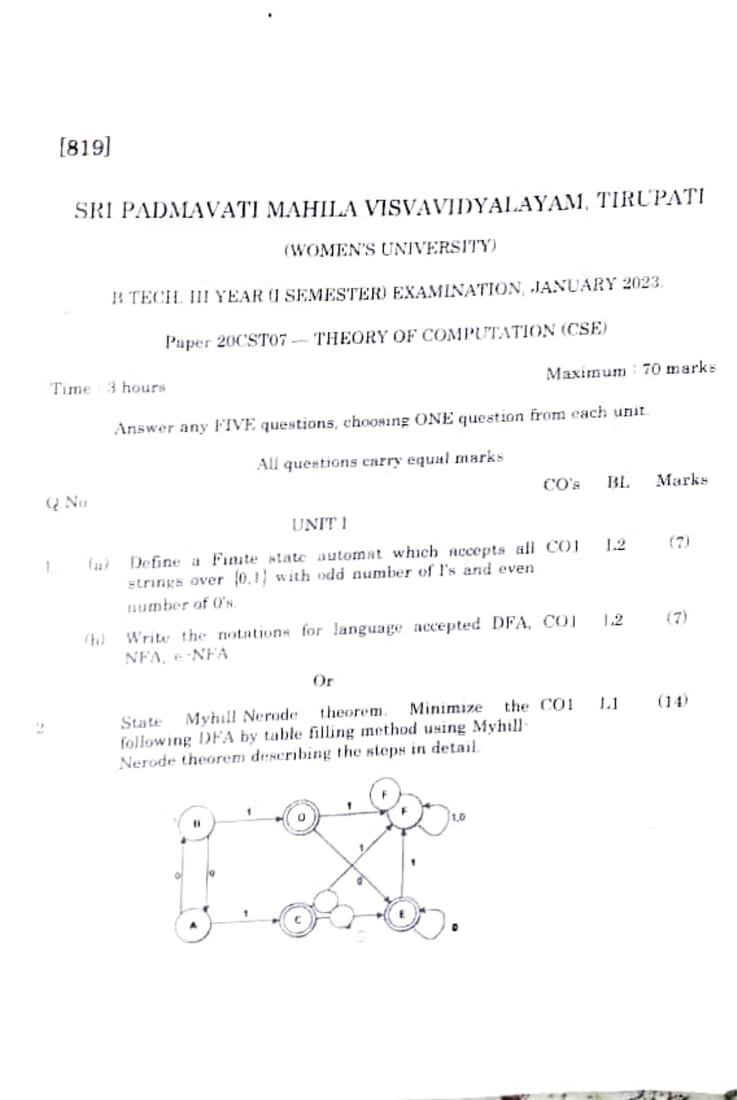 [819]
SRI PADMAVATI MAHILA VISVAVIDYALAYAM, TIRUPATI
(WOMEN'S UNIVERSITY)
B.TECH. III YEAR (I SEMESTER) EXAMINATION, JANUARY 2023.
Paper 20CST07 — THEORY OF COMPUTATION (CSE)
Time : 3 hours Maximum : 70 marks
Answer any FIVE questions, choosing ONE question from each unit.
All questions carry equal marks
CO's BL Marks
Q.No
UNIT I
1. (a) Define a Finite state automat which accepts all CO1 L2 (7)
strings over {0,1} with odd number of 1's and even
number of 0's.
(b) Write the notations for language accepted DFA, CO1 L2 (7)
NFA, ∈-NFA
Or
2 State Myhill Nerode theorem. Minimize the CO1 L1 (14)
following DFA by table filling method using Myhill-
Nerode theorem describing the steps in detail.
F
B 1 D 1 F 1,0
0 0 1 0 1
A 1 C E 0